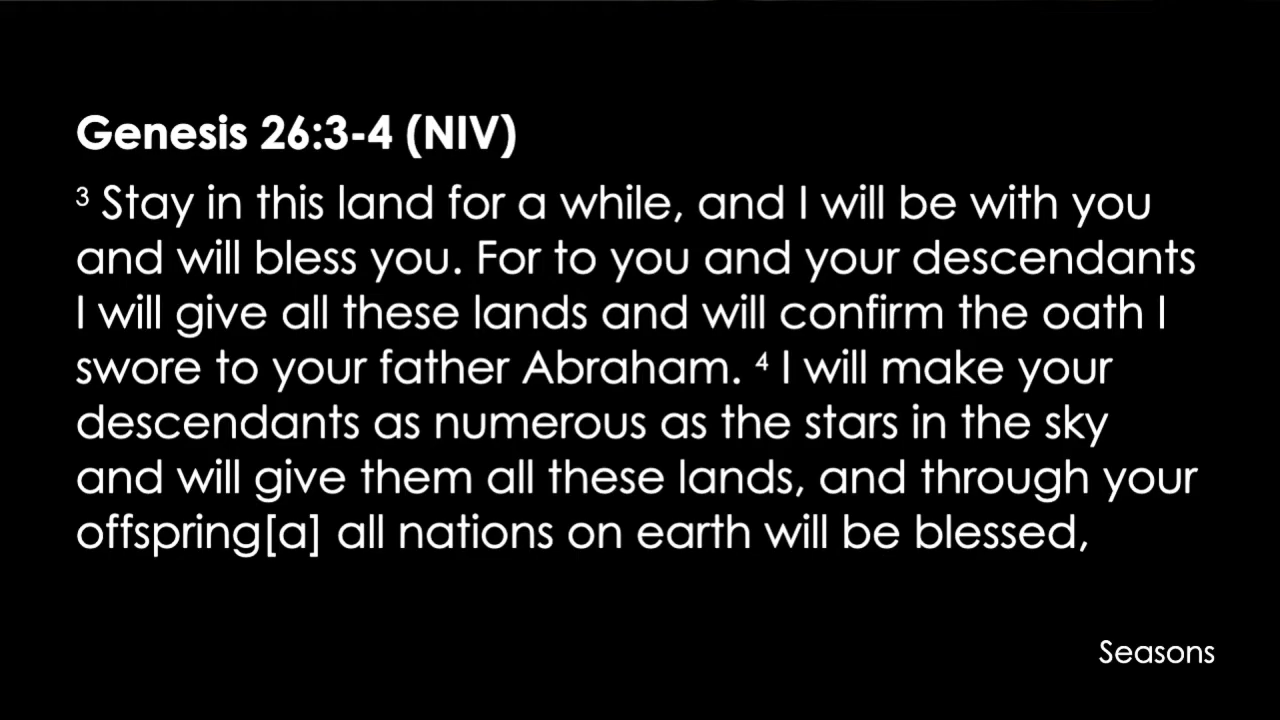 Genesis 26:3-4 (NIV)
³ Stay in this land for a while, and I will be with you
and will bless you. For to you and your descendants
I will give all these lands and will confirm the oath I
swore to your father Abraham. ⁴ I will make your
descendants as numerous as the stars in the sky
and will give them all these lands, and through your
offspring[a] all nations on earth will be blessed,
Seasons